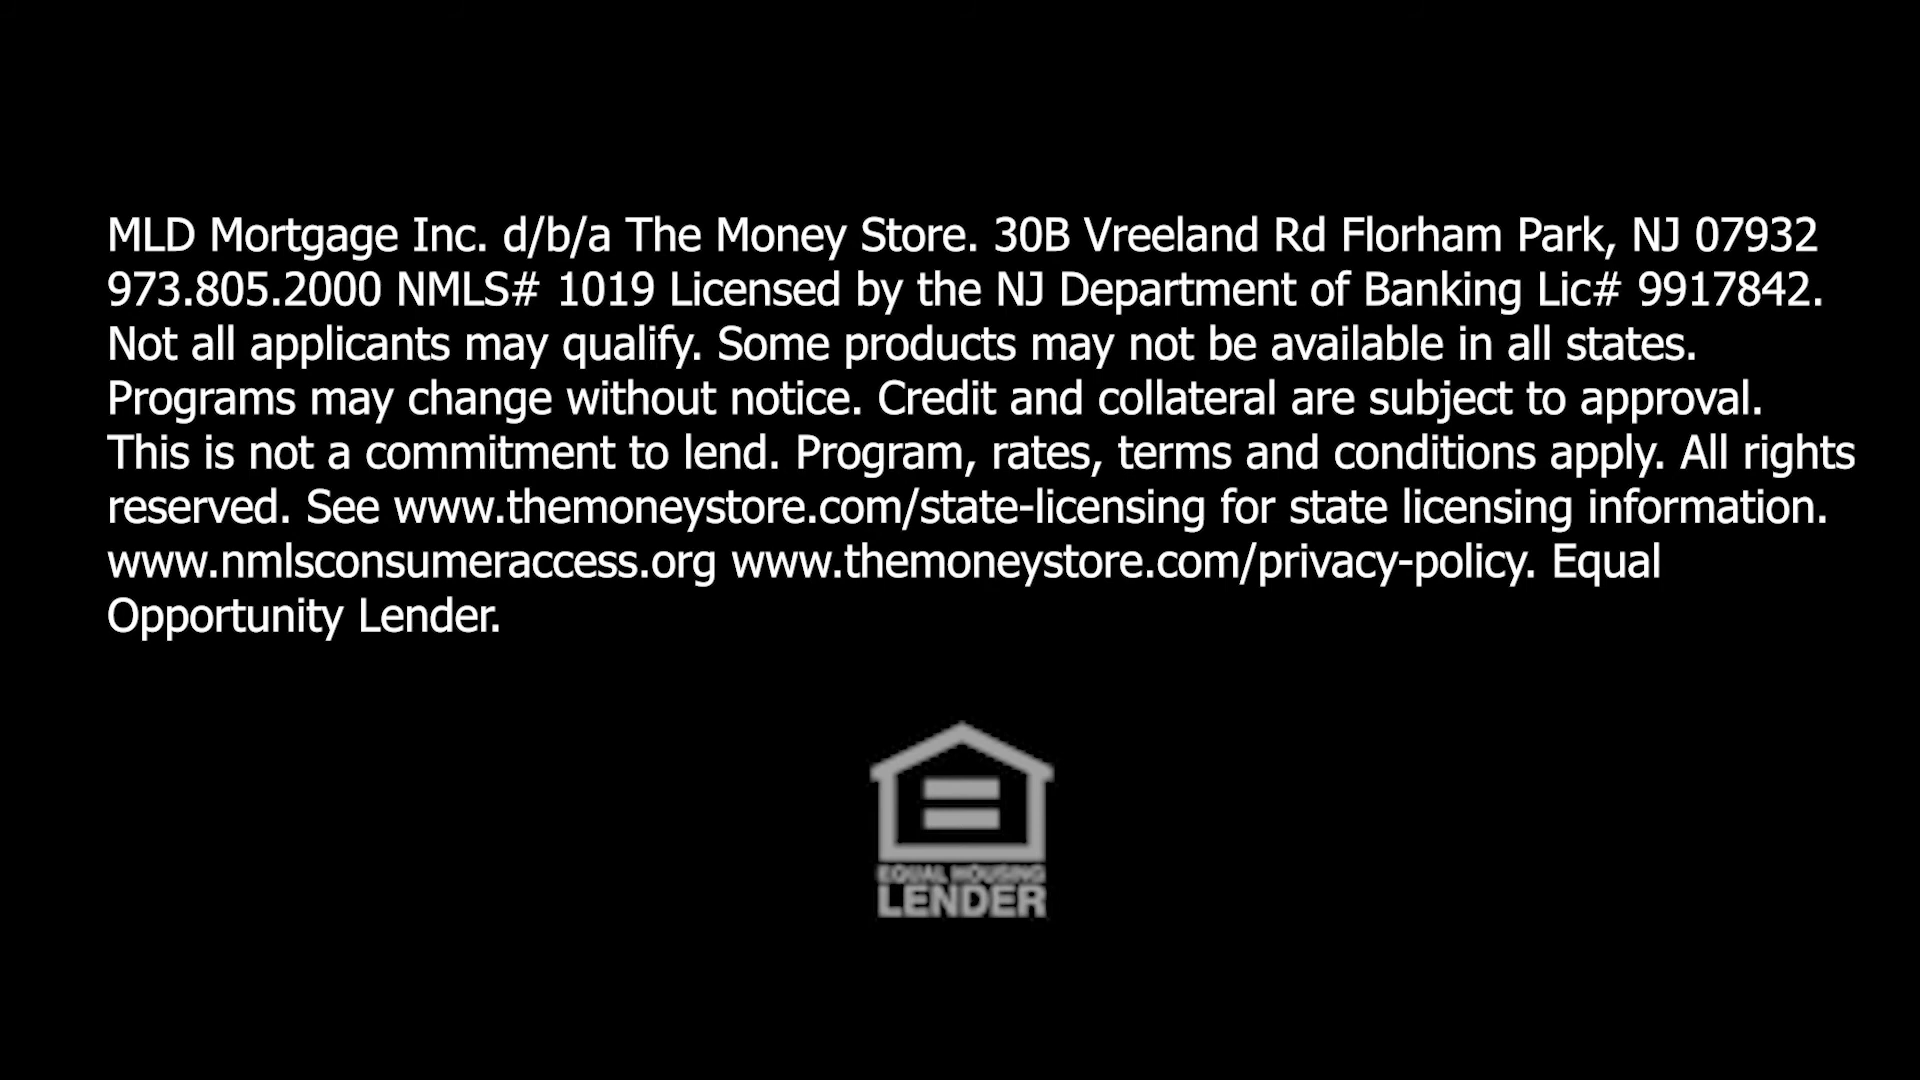 MLD Mortgage Inc. d/b/a The Money Store. 30B Vreeland Rd Florham Park, NJ 07932
973.805.2000 NMLS# 1019 Licensed by the NJ Department of Banking Lic# 9917842.
Not all applicants may qualify. Some products may not be available in all states.
Programs may change without notice. Credit and collateral are subject to approval.
This is not a commitment to lend. Program, rates, terms and conditions apply. All rights
reserved. See www.themoneystore.com/state-licensing for state licensing information.
www.nmlsconsumeraccess.org www.themoneystore.com/privacy-policy. Equal
Opportunity Lender.
EQUAL HOUSING
LENDER